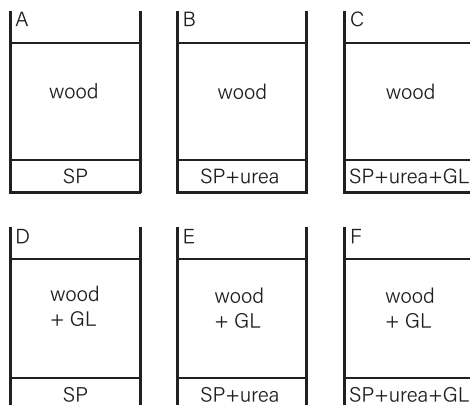 A
B
C
wood
wood
wood
SP
SP+urea
SP+urea+GL
D
E
F
wood
+ GL
wood
+ GL
wood
+ GL
SP
SP+urea
SP+urea+GL